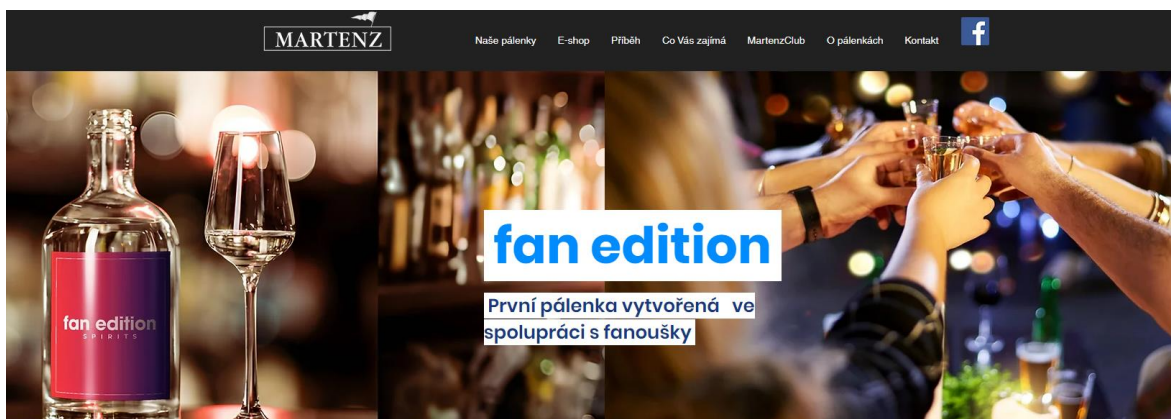 MARTENZ
Naše pálenky E-shop Příběh Co Vás zajímá MartenzClub O pálenkách Kontakt
fan edition
První pálenka vytvořená ve
spolupráci s fanoušky
fan edition
SPIRITS